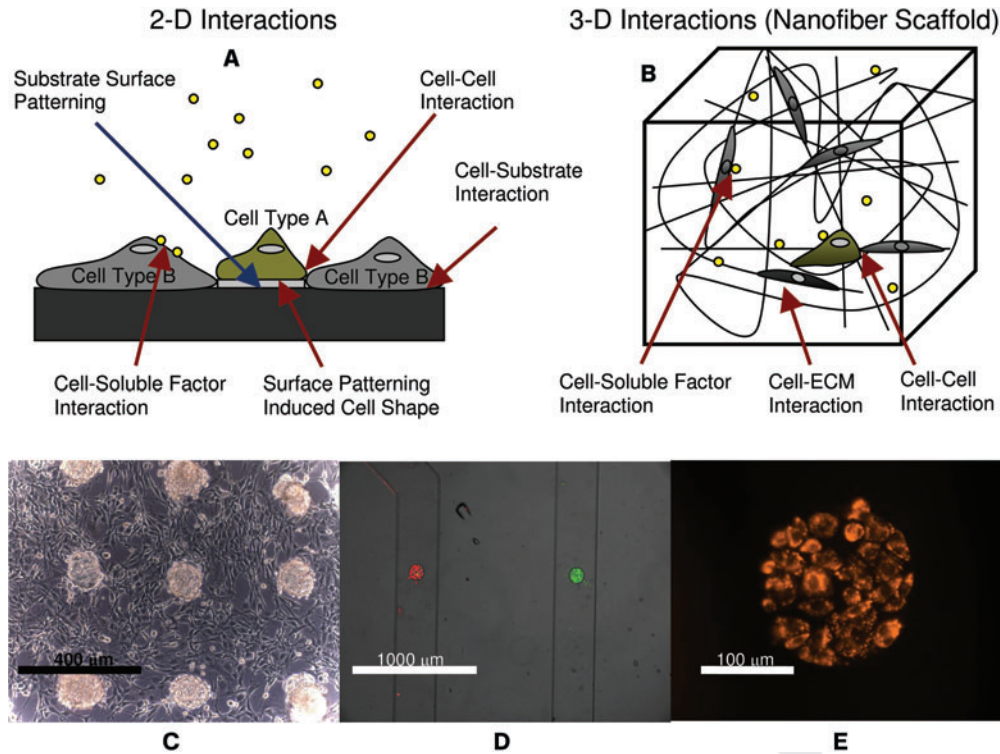 2-D Interactions
A
Substrate Surface
Patterning
Cell-Cell
Interaction
Cell-Substrate
Interaction
Cell Type A
Cell Type B
Cell Type B
Cell-Soluble Factor
Interaction
Surface Patterning
Induced Cell Shape
3-D Interactions (Nanofiber Scaffold)
B
Cell-Soluble Factor
Interaction
Cell-ECM
Interaction
Cell-Cell
Interaction
400 μm
1000 μm
100 μm
C
D
E